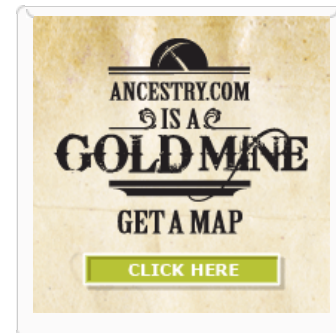 ANCESTRY.COM
IS A
GOLD MINE
GET A MAP
CLICK HERE